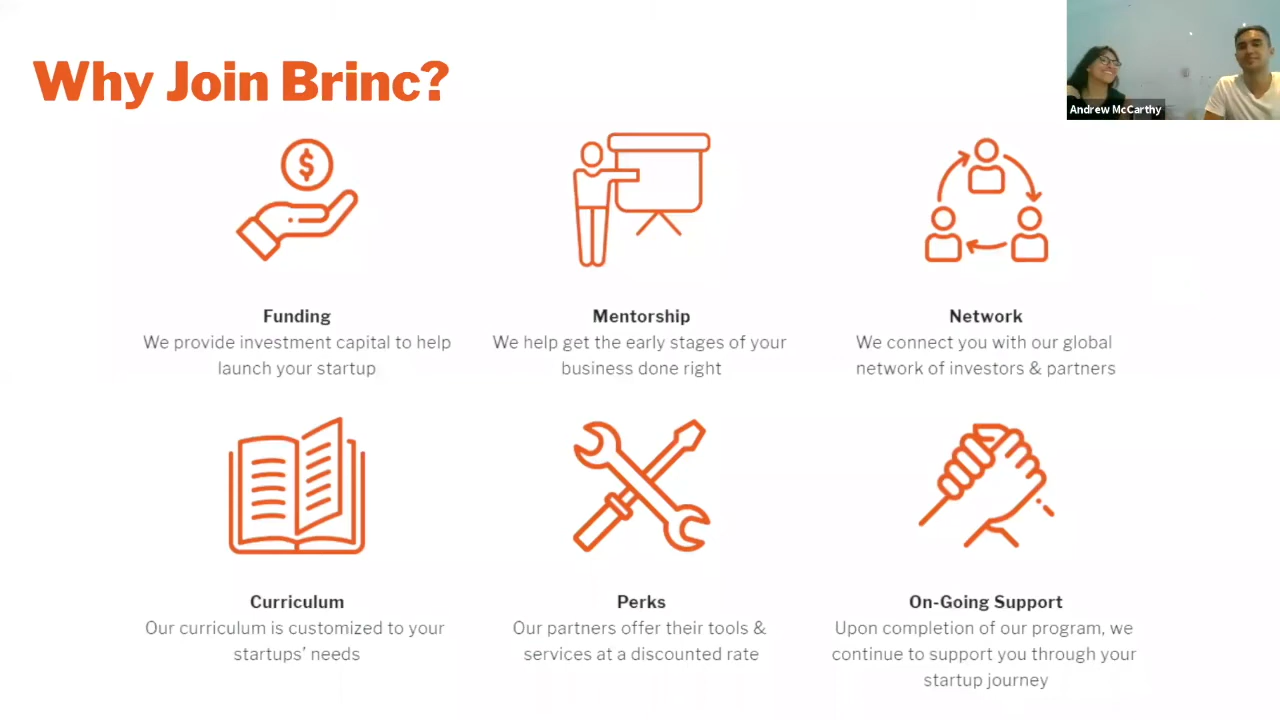 Why Join Brinc?
Andrew McCarthy
$
Funding
We provide investment capital to help
launch your startup
Mentorship
We help get the early stages of your
business done right
Network
We connect you with our global
network of investors & partners
Curriculum
Our curriculum is customized to your
startups’ needs
Perks
Our partners offer their tools &
services at a discounted rate
On-Going Support
Upon completion of our program, we
continue to support you through your
startup journey